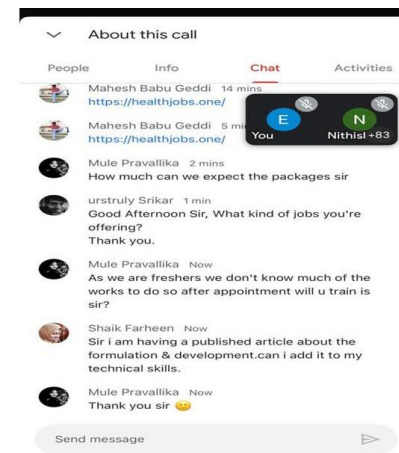 About this call
People Info Chat Activities
Mahesh Babu Geddi 14 mins
https://healthjobs.one/
Mahesh Babu Geddi 5 mi
https://healthjobs.one/
E N
You Nithisl +83
Mule Pravallika 2 mins
How much can we expect the packages sir
urstruly Srikar 1 min
Good Afternoon Sir, What kind of jobs you're
offering?
Thank you.
Mule Pravallika Now
As we are freshers we don't know much of the
works to do so after appointment will u train is
sir?
Shaik Farheen Now
Sir i am having a published article about the
formulation & development.can i add it to my
technical skills.
Mule Pravallika Now
Thank you sir 🙂
Send message